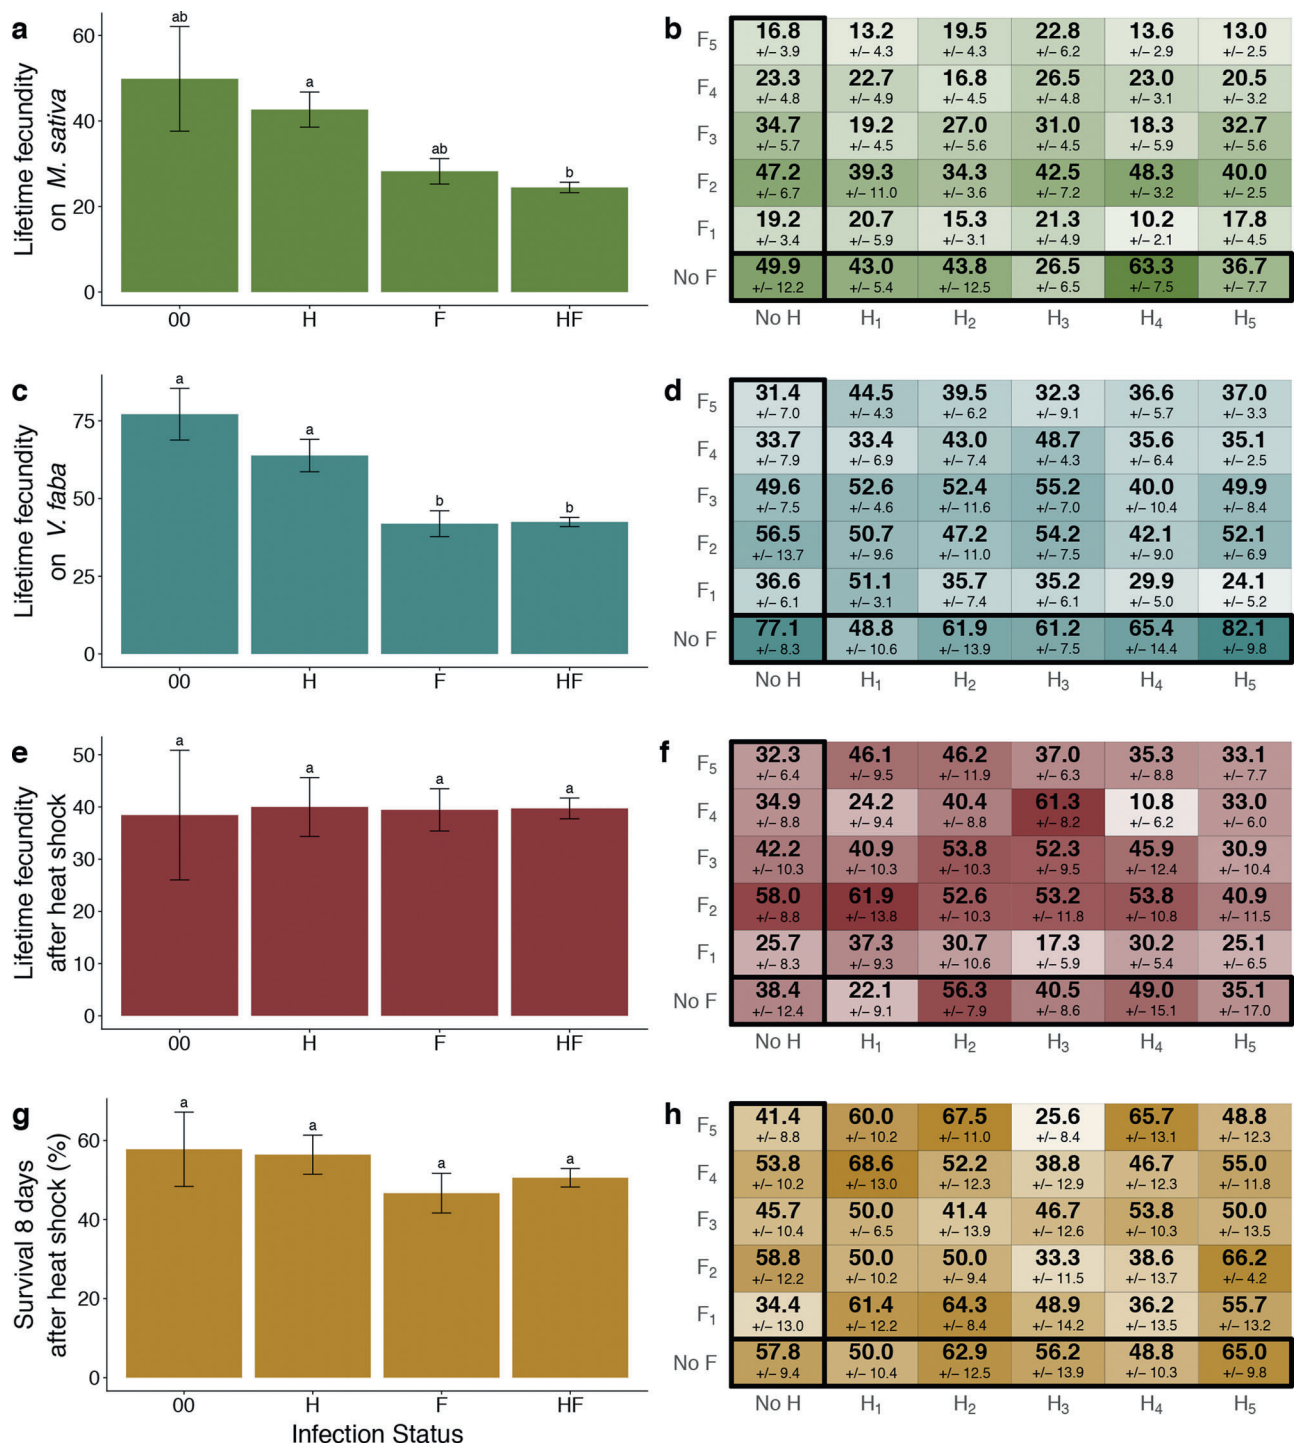 a
Lifetime fecundity
on M. sativa
60
40
20
0
ab
a
ab
b
00 H F HF
b
F5 16.8 13.2 19.5 22.8 13.6 13.0
+/− 3.9 +/− 4.3 +/− 4.3 +/− 6.2 +/− 2.9 +/− 2.5
F4 23.3 22.7 16.8 26.5 23.0 20.5
+/− 4.8 +/− 4.9 +/− 4.5 +/− 4.8 +/− 3.1 +/− 3.2
F3 34.7 19.2 27.0 31.0 18.3 32.7
+/− 5.7 +/− 4.5 +/− 5.6 +/− 4.5 +/− 5.9 +/− 5.6
F2 47.2 39.3 34.3 42.5 48.3 40.0
+/− 6.7 +/− 11.0 +/− 3.6 +/− 7.2 +/− 3.2 +/− 2.5
F1 19.2 20.7 15.3 21.3 10.2 17.8
+/− 3.4 +/− 5.9 +/− 3.1 +/− 4.9 +/− 2.1 +/− 4.5
No F 49.9 43.0 43.8 26.5 63.3 36.7
+/− 12.2 +/− 5.4 +/− 12.5 +/− 6.5 +/− 7.5 +/− 7.7
No H H1 H2 H3 H4 H5
c
Lifetime fecundity
on V. faba
75
50
25
0
a
a
b
b
00 H F HF
d
F5 31.4 44.5 39.5 32.3 36.6 37.0
+/− 7.0 +/− 4.3 +/− 6.2 +/− 9.1 +/− 5.7 +/− 3.3
F4 33.7 33.4 43.0 48.7 35.6 35.1
+/− 7.9 +/− 6.9 +/− 7.4 +/− 4.3 +/− 6.4 +/− 2.5
F3 49.6 52.6 52.4 55.2 40.0 49.9
+/− 7.5 +/− 4.6 +/− 11.6 +/− 7.0 +/− 10.4 +/− 8.4
F2 56.5 50.7 47.2 54.2 42.1 52.1
+/− 13.7 +/− 9.6 +/− 11.0 +/− 7.5 +/− 9.0 +/− 6.9
F1 36.6 51.1 35.7 35.2 29.9 24.1
+/− 6.1 +/− 3.1 +/− 7.4 +/− 6.1 +/− 5.0 +/− 5.2
No F 77.1 48.8 61.9 61.2 65.4 82.1
+/− 8.3 +/− 10.6 +/− 13.9 +/− 7.5 +/− 14.4 +/− 9.8
No H H1 H2 H3 H4 H5
e
Lifetime fecundity
after heat shock
50
40
30
20
10
0
a
a
a
a
00 H F HF
f
F5 32.3 46.1 46.2 37.0 35.3 33.1
+/− 6.4 +/− 9.5 +/− 11.9 +/− 6.3 +/− 8.8 +/− 7.7
F4 34.9 24.2 40.4 61.3 10.8 33.0
+/− 8.8 +/− 9.4 +/− 8.8 +/− 8.2 +/− 6.2 +/− 6.0
F3 42.2 40.9 53.8 52.3 45.9 30.9
+/− 10.3 +/− 10.3 +/− 10.3 +/− 9.5 +/− 12.4 +/− 10.4
F2 58.0 61.9 52.6 53.2 53.8 40.9
+/− 8.8 +/− 13.8 +/− 10.3 +/− 11.8 +/− 10.8 +/− 11.5
F1 25.7 37.3 30.7 17.3 30.2 25.1
+/− 8.3 +/− 9.3 +/− 10.6 +/− 5.9 +/− 5.4 +/− 6.5
No F 38.4 22.1 56.3 40.5 49.0 35.1
+/− 12.4 +/− 9.1 +/− 7.9 +/− 8.6 +/− 15.1 +/− 17.0
No H H1 H2 H3 H4 H5
g
Survival 8 days
after heat shock (%)
60
40
20
0
a
a
a
a
00 H F HF
Infection Status
h
F5 41.4 60.0 67.5 25.6 65.7 48.8
+/− 8.8 +/− 10.2 +/− 11.0 +/− 8.4 +/− 13.1 +/− 12.3
F4 53.8 68.6 52.2 38.8 46.7 55.0
+/− 10.2 +/− 13.0 +/− 12.3 +/− 12.9 +/− 12.3 +/− 11.8
F3 45.7 50.0 41.4 46.7 53.8 50.0
+/− 10.4 +/− 6.5 +/− 13.9 +/− 12.6 +/− 10.3 +/− 13.5
F2 58.8 50.0 50.0 33.3 38.6 66.2
+/− 12.2 +/− 10.2 +/− 9.4 +/− 11.5 +/− 13.7 +/− 4.2
F1 34.4 61.4 64.3 48.9 36.2 55.7
+/− 13.0 +/− 12.2 +/− 8.4 +/− 14.2 +/− 13.5 +/− 13.2
No F 57.8 50.0 62.9 56.2 48.8 65.0
+/− 9.4 +/− 10.4 +/− 12.5 +/− 13.9 +/− 10.3 +/− 9.8
No H H1 H2 H3 H4 H5